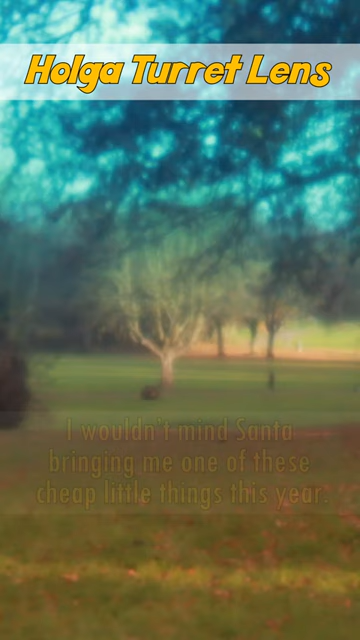 Holga Turret Lens
I wouldn't mind Santa
bringing me one of these
cheap little things this year.